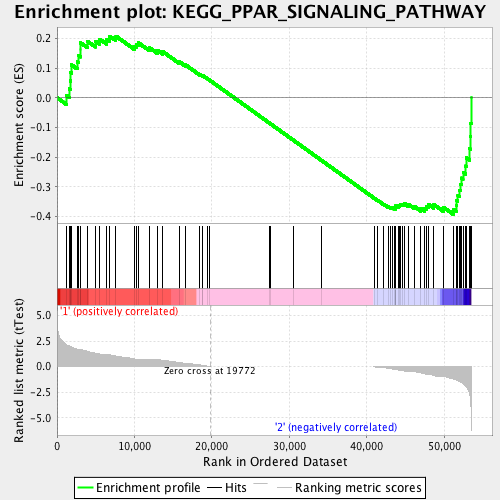 Enrichment plot: KEGG_PPAR_SIGNALING_PATHWAY
Enrichment score (ES)
0.2
0.1
0.0
-0.1
-0.2
-0.3
-0.4
'1' (positively correlated)
Ranked list metric (tTest)
5.0
2.5
0.0
-2.5
-5.0
Zero cross at 19772
'2' (negatively correlated)
0 10,000 20,000 30,000 40,000 50,000
Rank in Ordered Dataset
Enrichment profile Hits Ranking metric scores